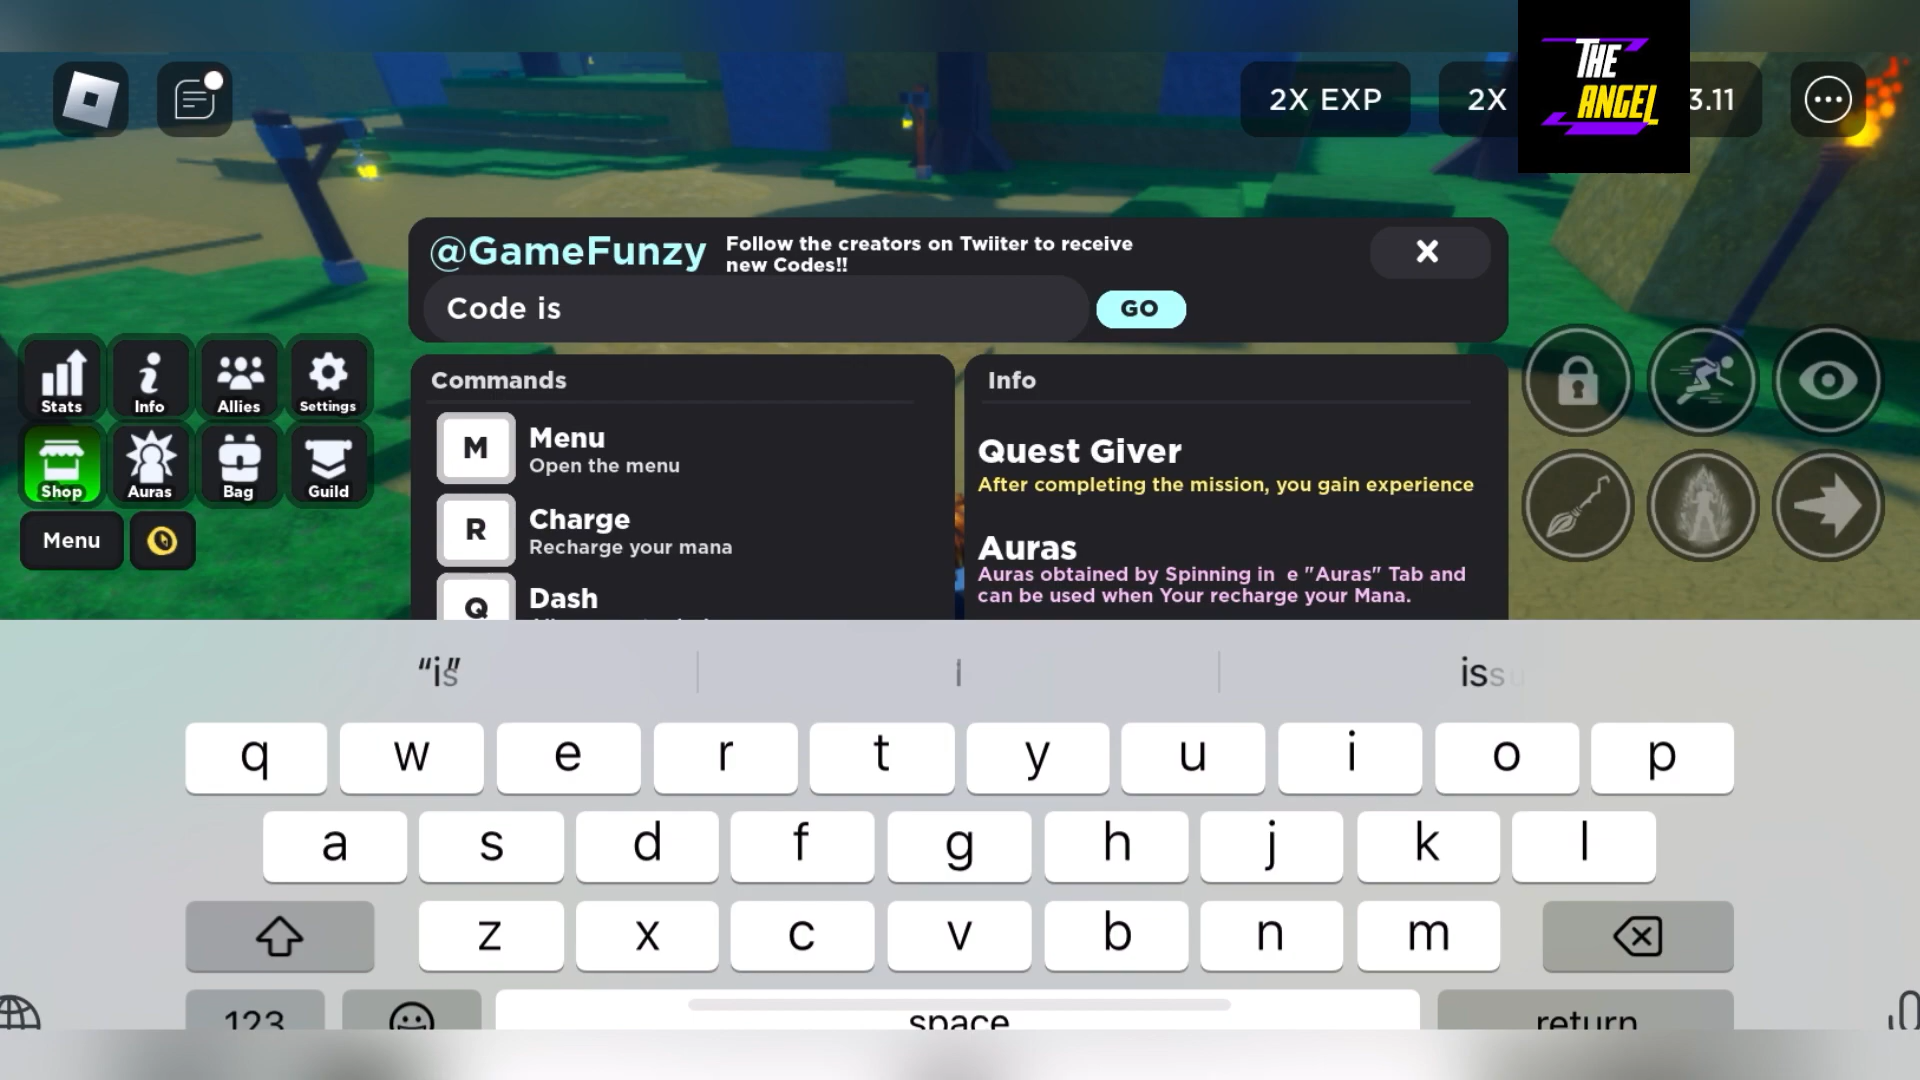 THE
ANGEL
2X EXP
2X
3.11
@GameFunzy
Follow the creators on Twiiter to receive
new Codes!!
Code is
GO
Stats
Info
Allies
Settings
Shop
Auras
Bag
Guild
Menu
Commands
M
Menu
Open the menu
R
Charge
Recharge your mana
Q
Dash
Info
Quest Giver
After completing the mission, you gain experience
Auras
Auras obtained by Spinning in e "Auras" Tab and
can be used when Your recharge your Mana.
“is”
i
issu
q w e r t y u i o p
a s d f g h j k l
z x c v b n m
123
space
return